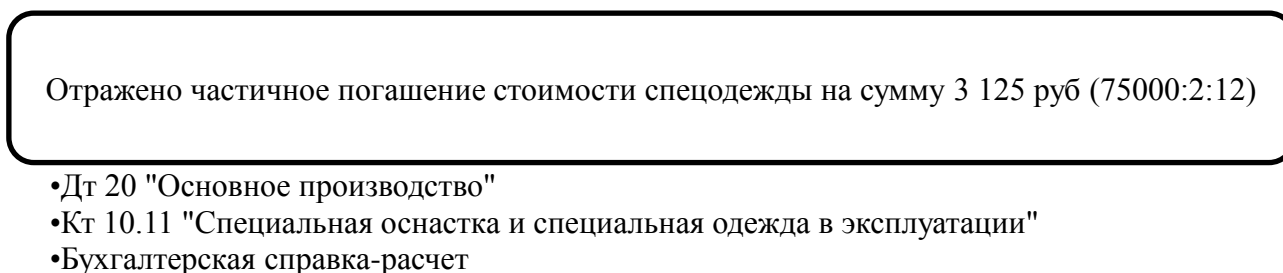 Отражено частичное погашение стоимости спецодежды на сумму 3 125 руб (75000:2:12)
•Дт 20 "Основное производство"
•Кт 10.11 "Специальная оснастка и специальная одежда в эксплуатации"
•Бухгалтерская справка-расчет